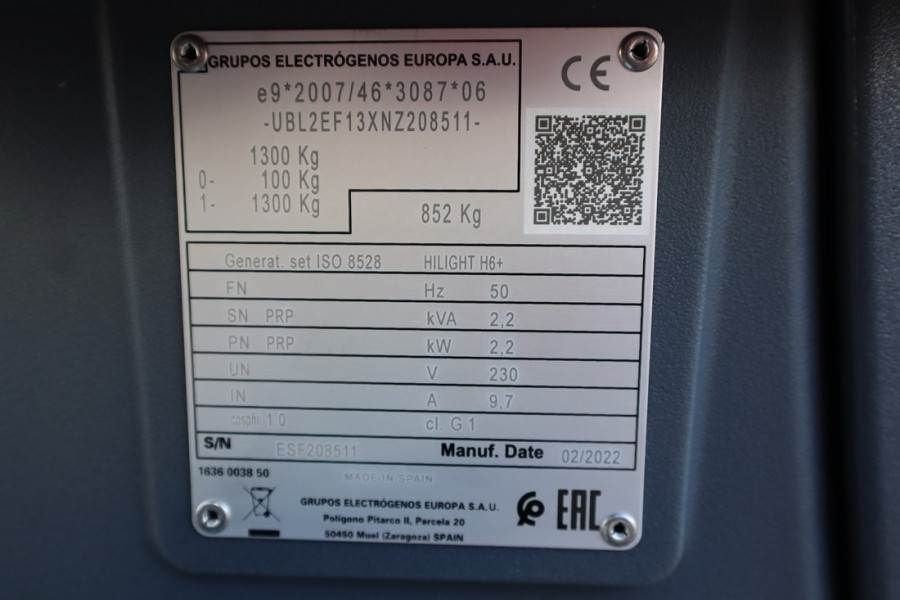 GRUPOS ELECTRÓGENOS EUROPA S.A.U.
CE
e9*2007/46*3087*06
-UBL2EF13XNZ208511-
1300 Kg
0- 100 Kg
1- 1300 Kg
852 Kg
Generat. set ISO 8528 HILIGHT H6+
FN Hz 50
SN PRP kVA 2,2
PN PRP kW 2,2
UN V 230
IN A 9,7
cosphi 1.0 cl. G1
S/N ESF208511 Manuf. Date 02/2022
1636 0038 50
MADE IN SPAIN
GRUPOS ELECTRÓGENOS EUROPA S.A.U.
Polígono Pitarco II, Parcela 20
50450 Muel (Zaragoza) SPAIN
EAC